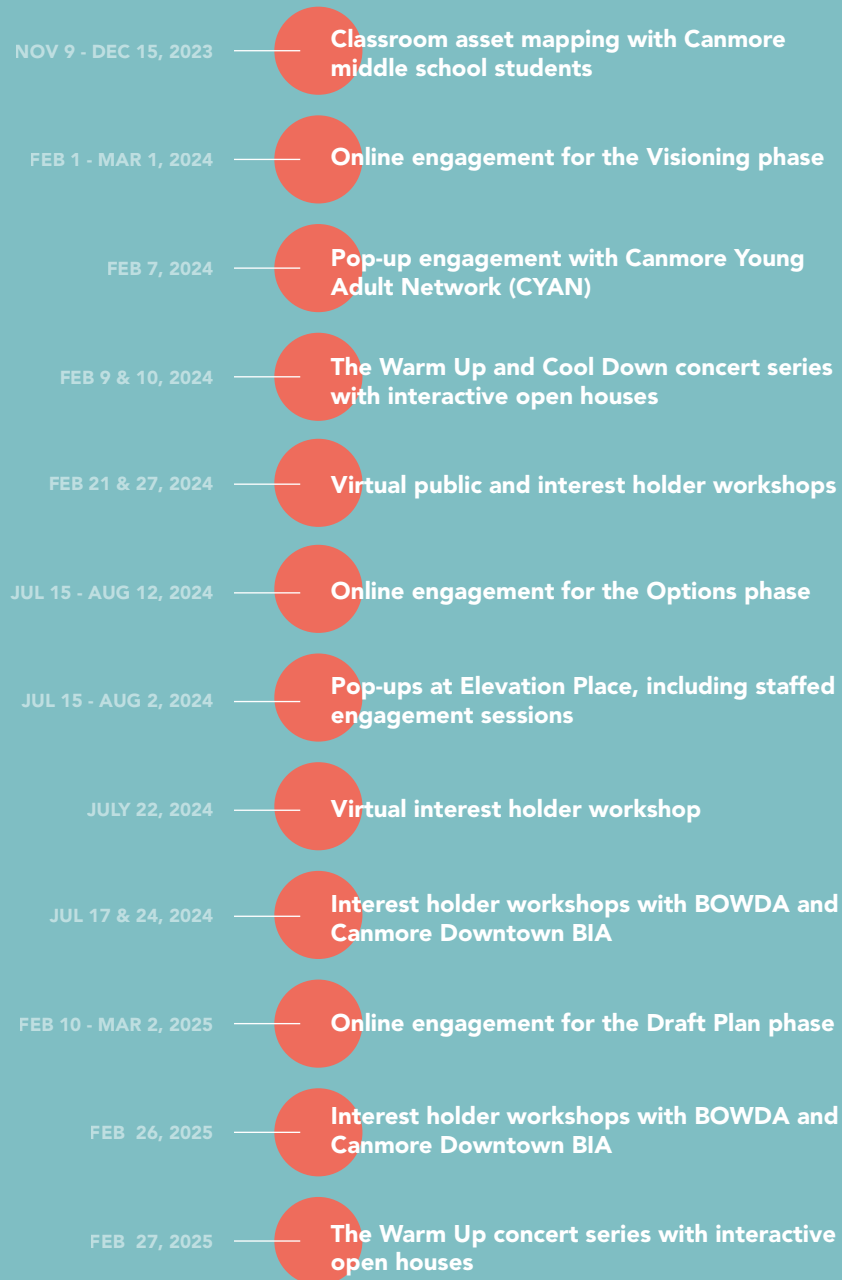 NOV 9 - DEC 15, 2023
Classroom asset mapping with Canmore
middle school students
FEB 1 - MAR 1, 2024
Online engagement for the Visioning phase
FEB 7, 2024
Pop-up engagement with Canmore Young
Adult Network (CYAN)
FEB 9 & 10, 2024
The Warm Up and Cool Down concert series
with interactive open houses
FEB 21 & 27, 2024
Virtual public and interest holder workshops
JUL 15 - AUG 12, 2024
Online engagement for the Options phase
JUL 15 - AUG 2, 2024
Pop-ups at Elevation Place, including staffed
engagement sessions
JULY 22, 2024
Virtual interest holder workshop
JUL 17 & 24, 2024
Interest holder workshops with BOWDA and
Canmore Downtown BIA
FEB 10 - MAR 2, 2025
Online engagement for the Draft Plan phase
FEB  26, 2025
Interest holder workshops with BOWDA and
Canmore Downtown BIA
FEB  27, 2025
The Warm Up concert series with interactive
open houses